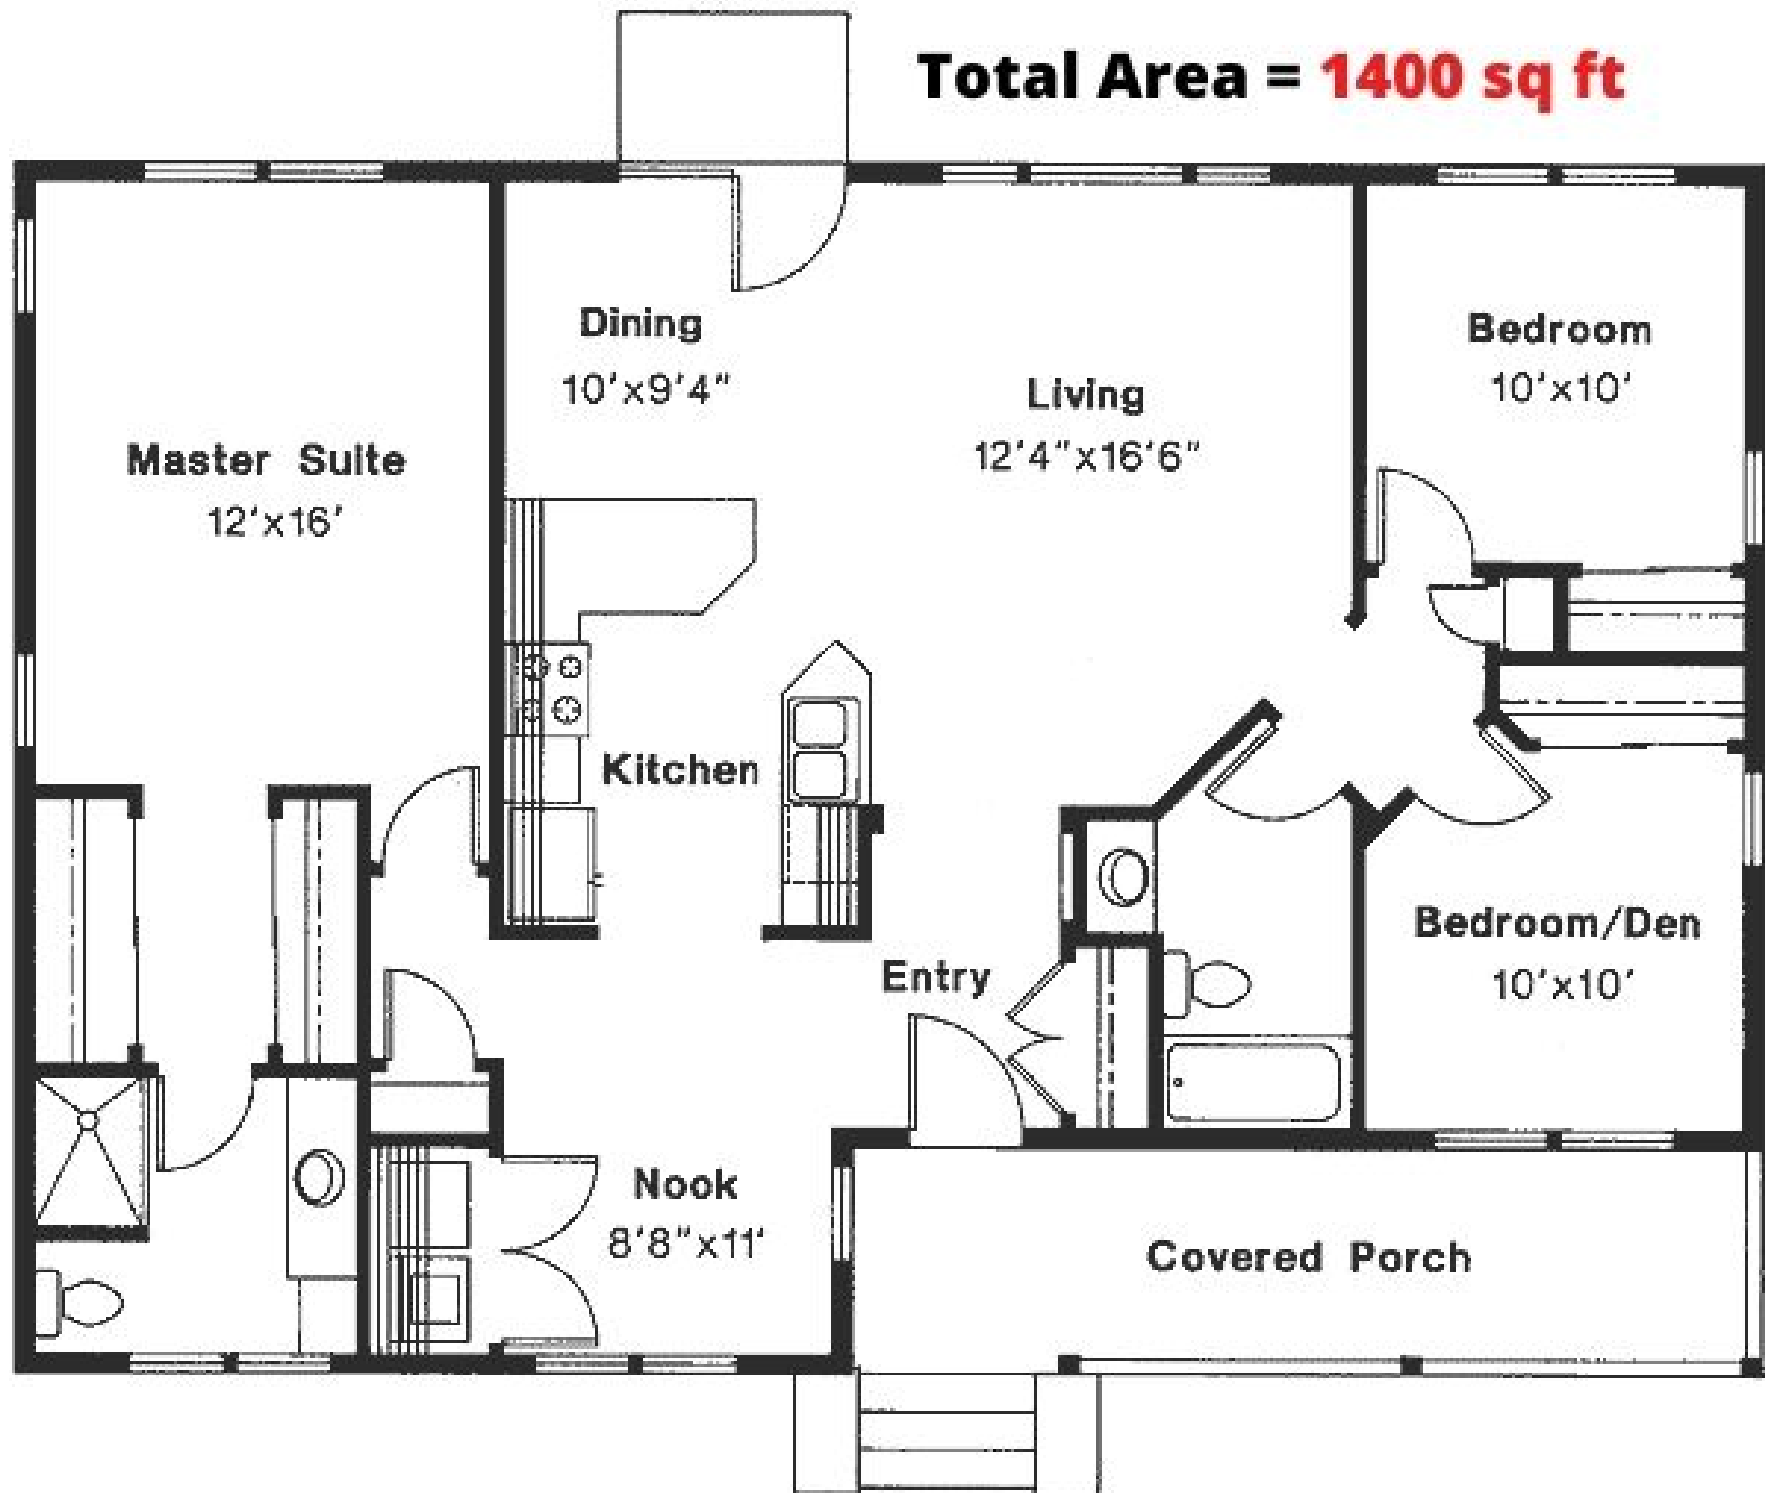 Total Area = 1400 sq ft
Dining
10'x9'4"
Bedroom
10'x10'
Living
12'4"x16'6"
Master Suite
12'x16'
Kitchen
Bedroom/Den
10'x10'
Entry
Nook
8'8"x11'
Covered Porch